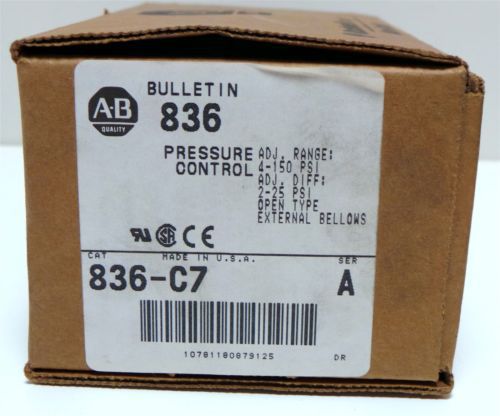 A-B
QUALITY
BULLETIN
836
PRESSURE
CONTROL
ADJ. RANGE:
4-150 PSI
ADJ. DIFF:
2-25 PSI
OPEN TYPE
EXTERNAL BELLOWS
CAT
MADE IN U.S.A.
SER
836-C7
A
10781180879125
DR